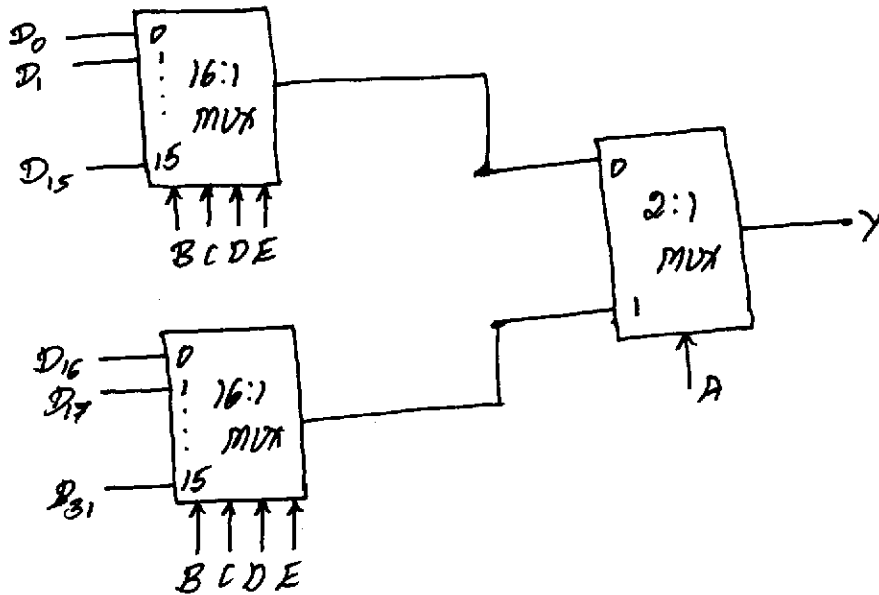 D0 0
D1 1
16:1
MUX
D15 15
B C D E
0
2:1
MUX
1
Y
A
D16 0
D17 1
16:1
MUX
D31 15
B C D E